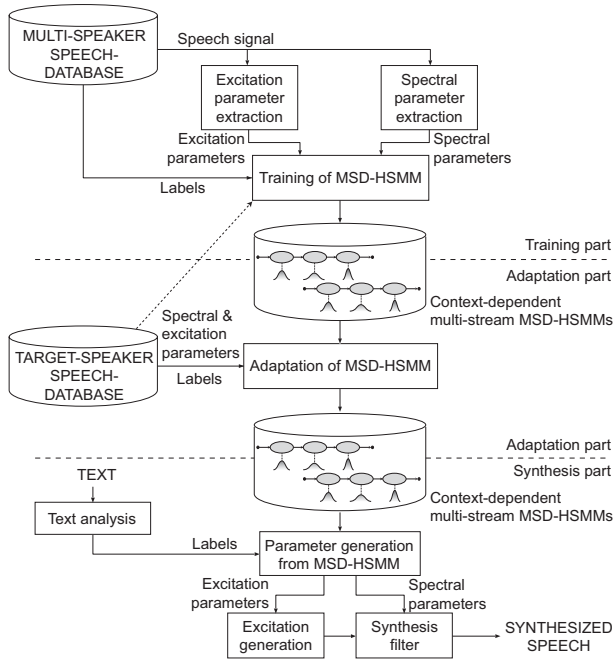 MULTI-SPEAKER
SPEECH-
DATABASE
Speech signal
Excitation
parameter
extraction
Spectral
parameter
extraction
Excitation
parameters
Spectral
parameters
Labels
Training of MSD-HSMM
Training part
Adaptation part
Context-dependent
multi-stream MSD-HSMMs
Spectral &
excitation
parameters
TARGET-SPEAKER
SPEECH-
DATABASE
Labels
Adaptation of MSD-HSMM
Adaptation part
Synthesis part
Context-dependent
multi-stream MSD-HSMMs
TEXT
Text analysis
Labels
Parameter generation
from MSD-HSMM
Excitation
parameters
Spectral
parameters
Excitation
generation
Synthesis
filter
SYNTHESIZED
SPEECH